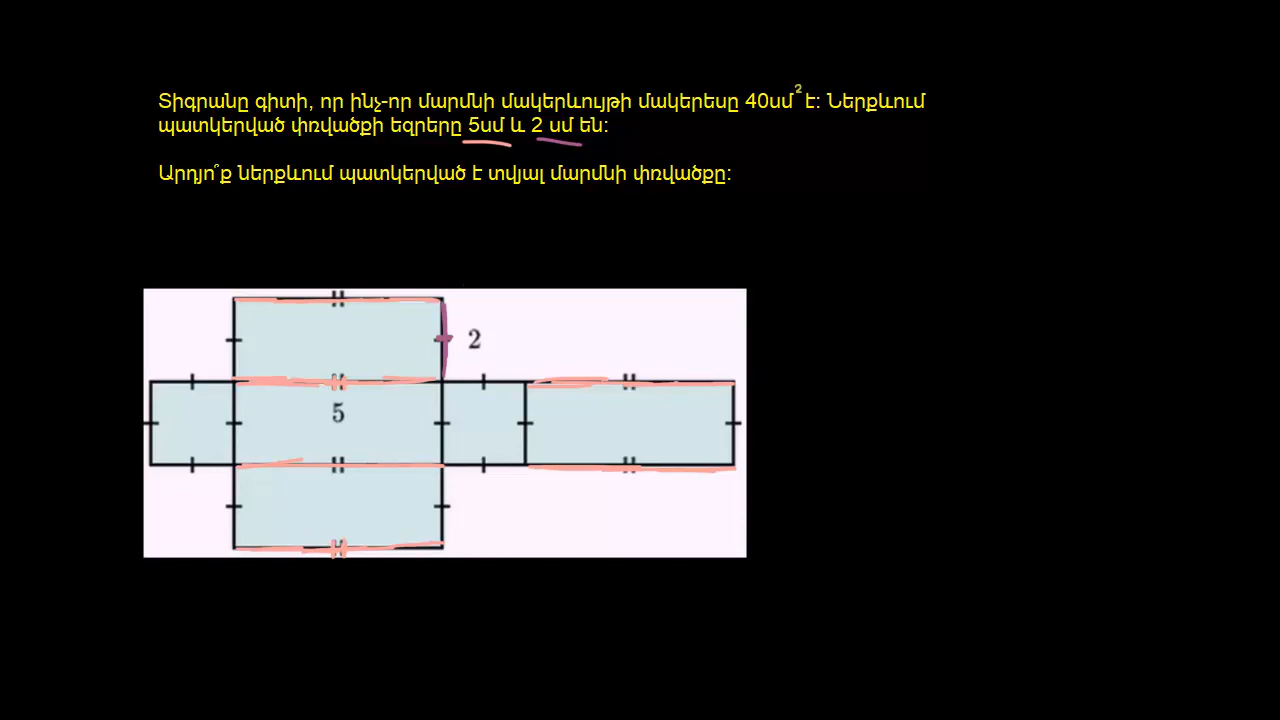 Տիգրանը գիտի, որ ինչ-որ մարմնի մակերևույթի մակերեսը 40սմ² է: Ներքևում
պատկերված փռվածքի եզրերը 5սմ և 2 սմ են:
Արդյո՞ք ներքևում պատկերված է տվյալ մարմնի փռվածքը:
2
5